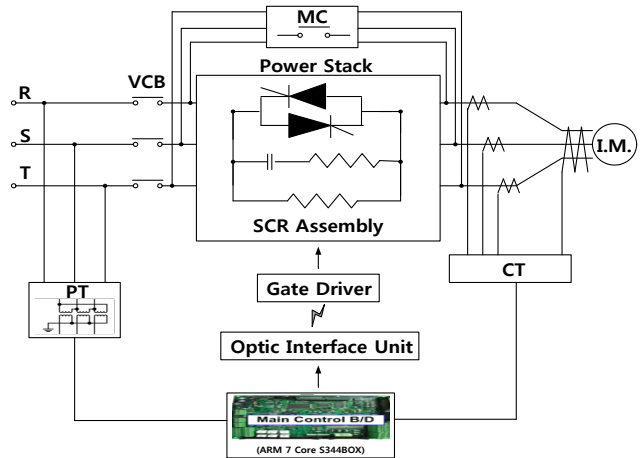 MC
Power Stack
VCB
R
S
T
I.M.
SCR Assembly
CT
PT
Gate Driver
Optic Interface Unit
Main Control B/D
(ARM 7 Core S344BOX)